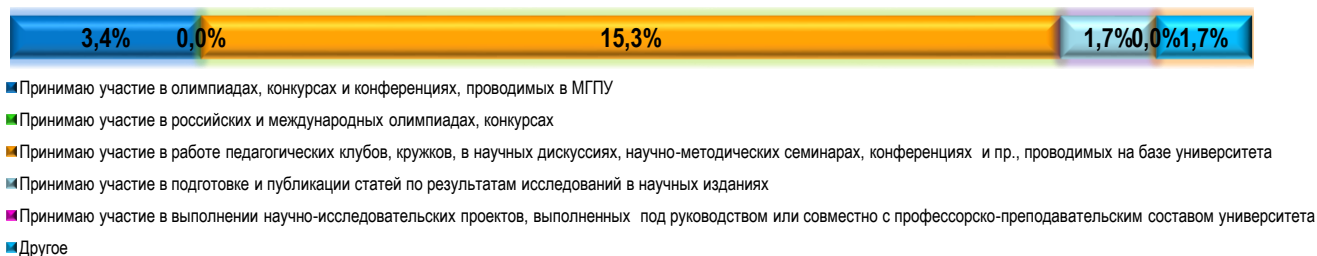 3,4% 0,0% 15,3% 1,7% 0,0% 1,7%
Принимаю участие в олимпиадах, конкурсах и конференциях, проводимых в МГПУ
Принимаю участие в российских и международных олимпиадах, конкурсах
Принимаю участие в работе педагогических клубов, кружков, в научных дискуссиях, научно-методических семинарах, конференциях и пр., проводимых на базе университета
Принимаю участие в подготовке и публикации статей по результатам исследований в научных изданиях
Принимаю участие в выполнении научно-исследовательских проектов, выполненных под руководством или совместно с профессорско-преподавательским составом университета
Другое